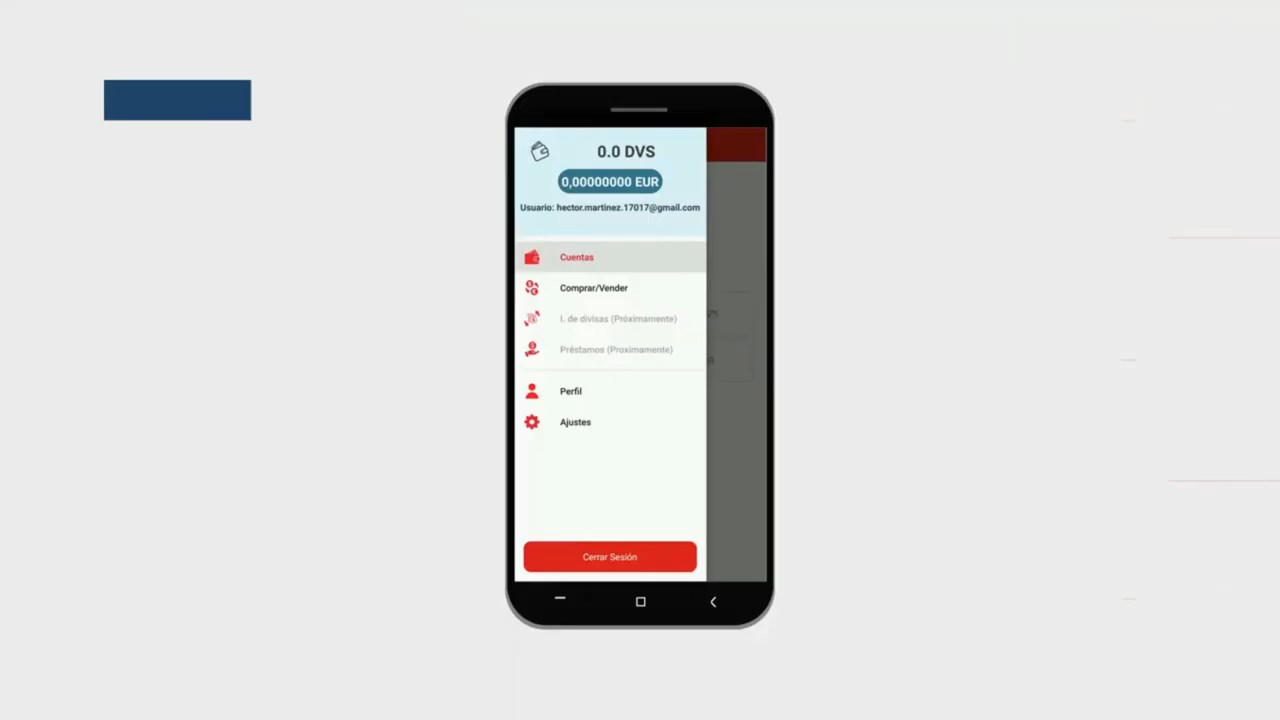 0.0 DVS
0,00000000 EUR
Usuario: hector.martinez.17017@gmail.com
Cuentas
Comprar/Vender
I. de divisas (Próximamente)
Préstamos (Proximamente)
Perfil
Ajustes
Cerrar Sesión